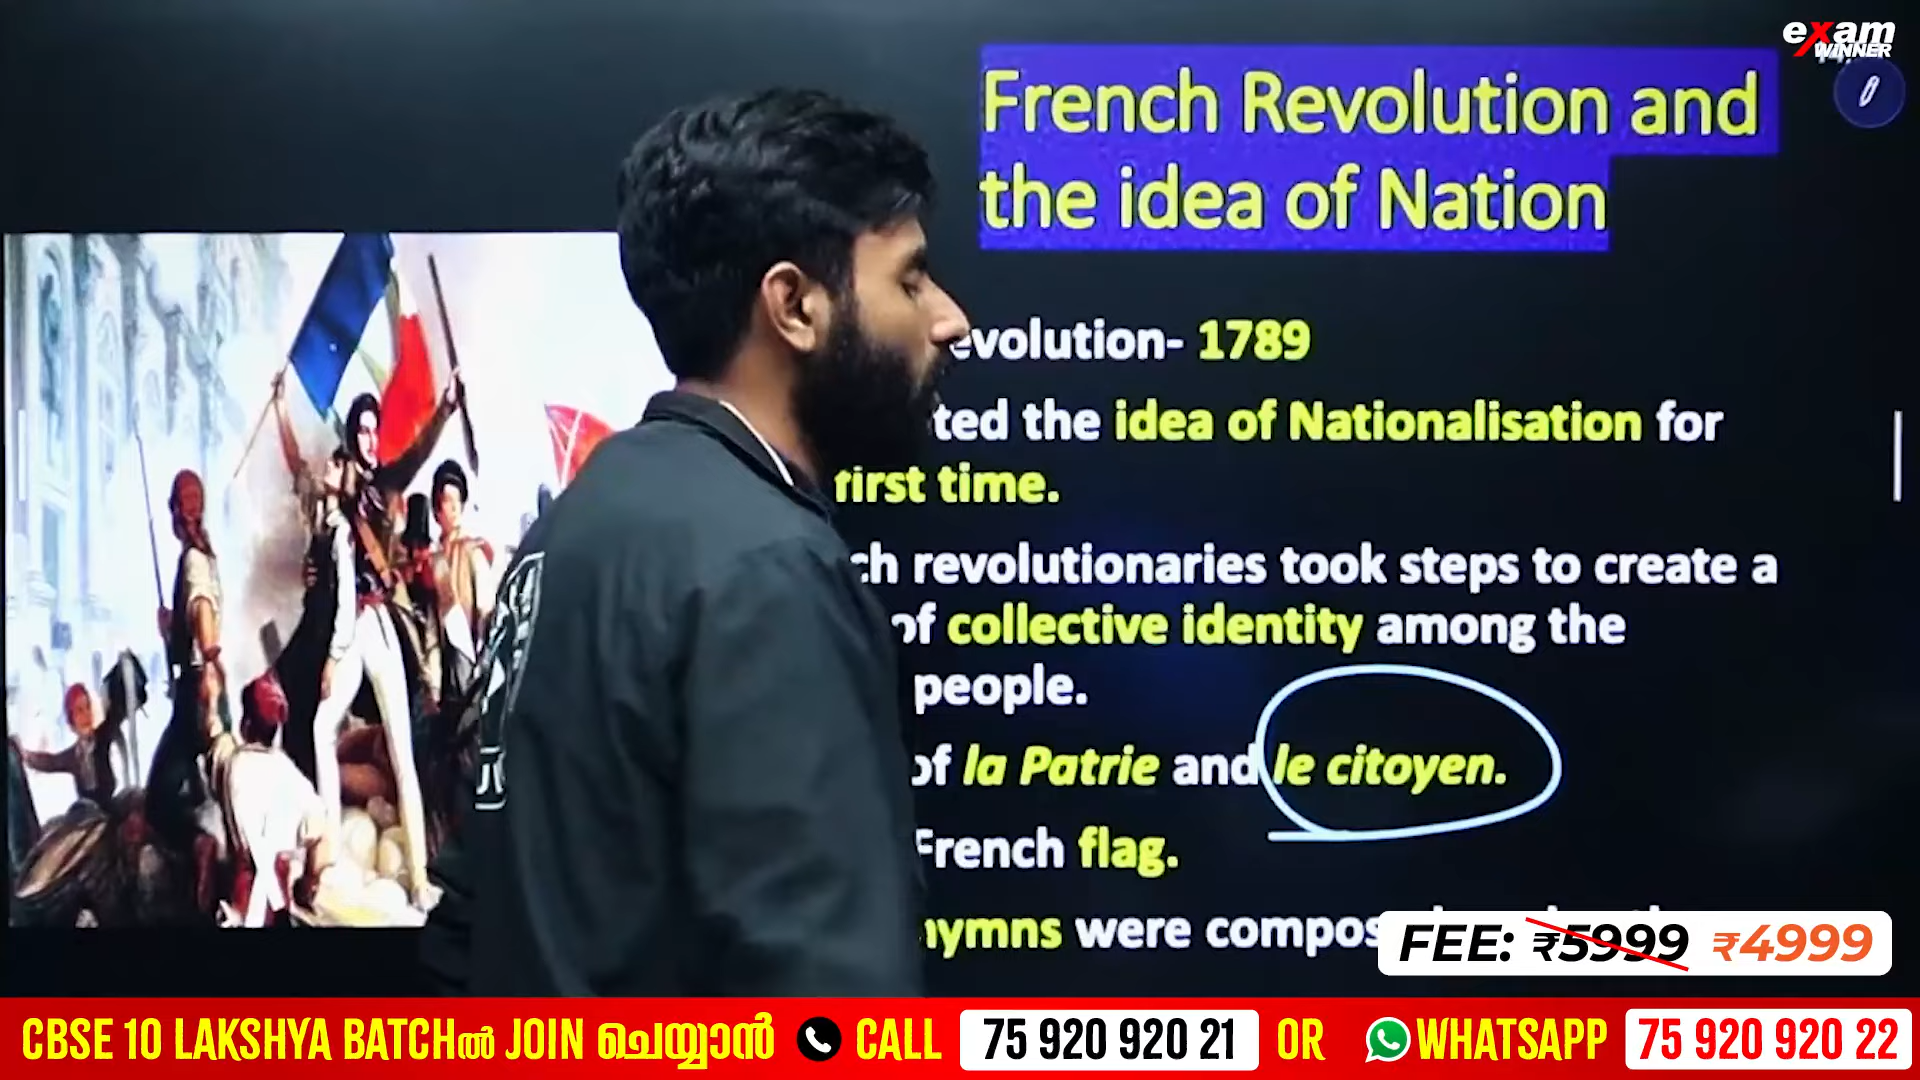 exam
WINNER
French Revolution and
the idea of Nation
evolution- 1789
ted the idea of Nationalisation for
first time.
ch revolutionaries took steps to create a
of collective identity among the
people.
of la Patrie and le citoyen.
French flag.
hymns were compos
FEE: ₹5999 ₹4999
CBSE 10 LAKSHYA BATCHൽ JOIN ചെയ്യാൻ CALL 75 920 920 21 OR WHATSAPP 75 920 920 22